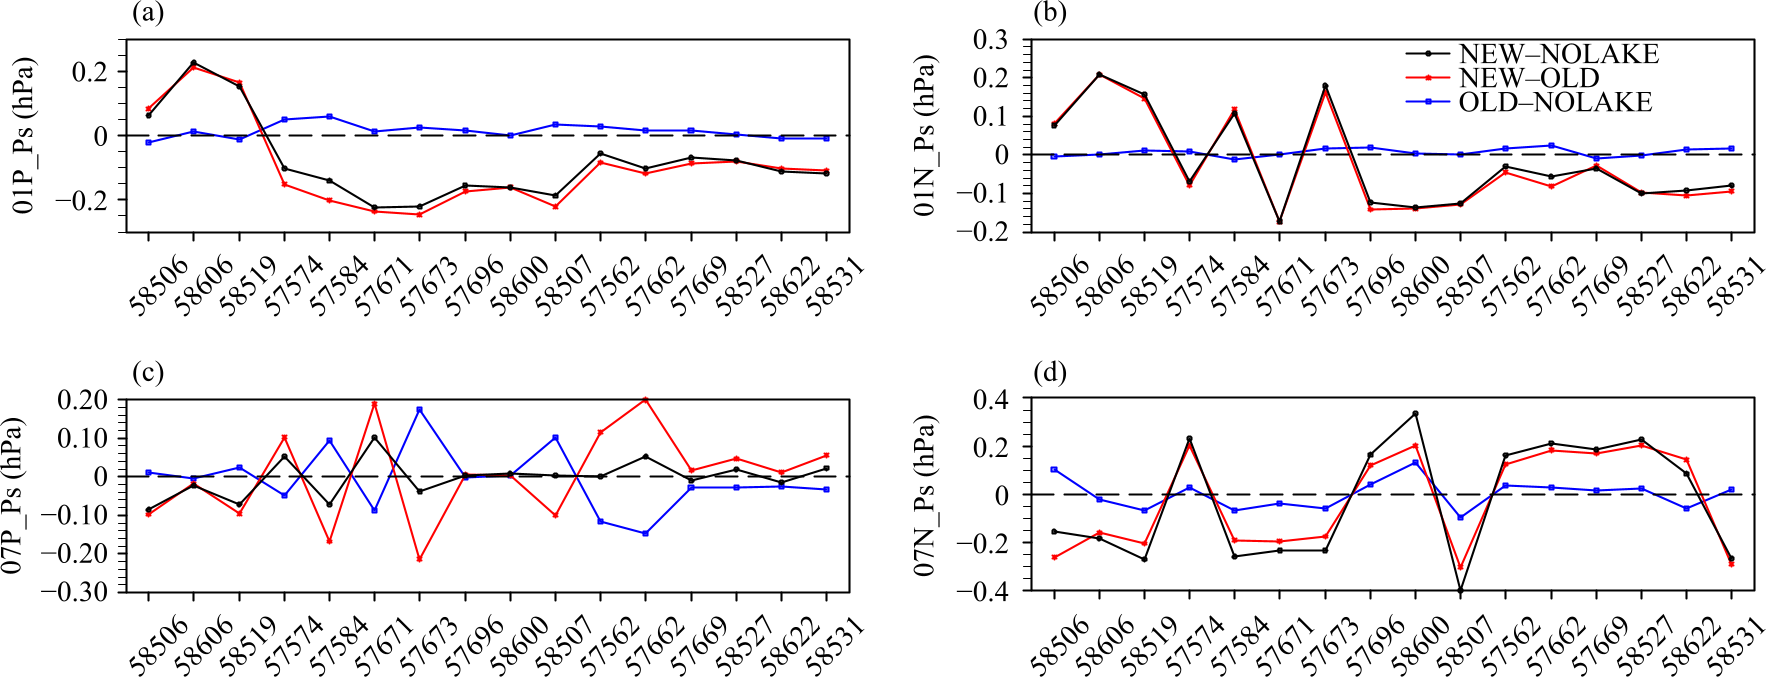 (a)
01P_Ps (hPa)
0.2
0
−0.2
58506 58606 58519 57574 57584 57671 57673 57696 58600 58507 57562 57662 57669 58527 58622 58531
(b)
01N_Ps (hPa)
0.3
0.2
0.1
0
−0.1
−0.2
NEW–NOLAKE
NEW–OLD
OLD–NOLAKE
58506 58606 58519 57574 57584 57671 57673 57696 58600 58507 57562 57662 57669 58527 58622 58531
(c)
07P_Ps (hPa)
0.20
0.10
0
−0.10
−0.20
−0.30
58506 58606 58519 57574 57584 57671 57673 57696 58600 58507 57562 57662 57669 58527 58622 58531
(d)
07N_Ps (hPa)
0.4
0.2
0
−0.2
−0.4
58506 58606 58519 57574 57584 57671 57673 57696 58600 58507 57562 57662 57669 58527 58622 58531